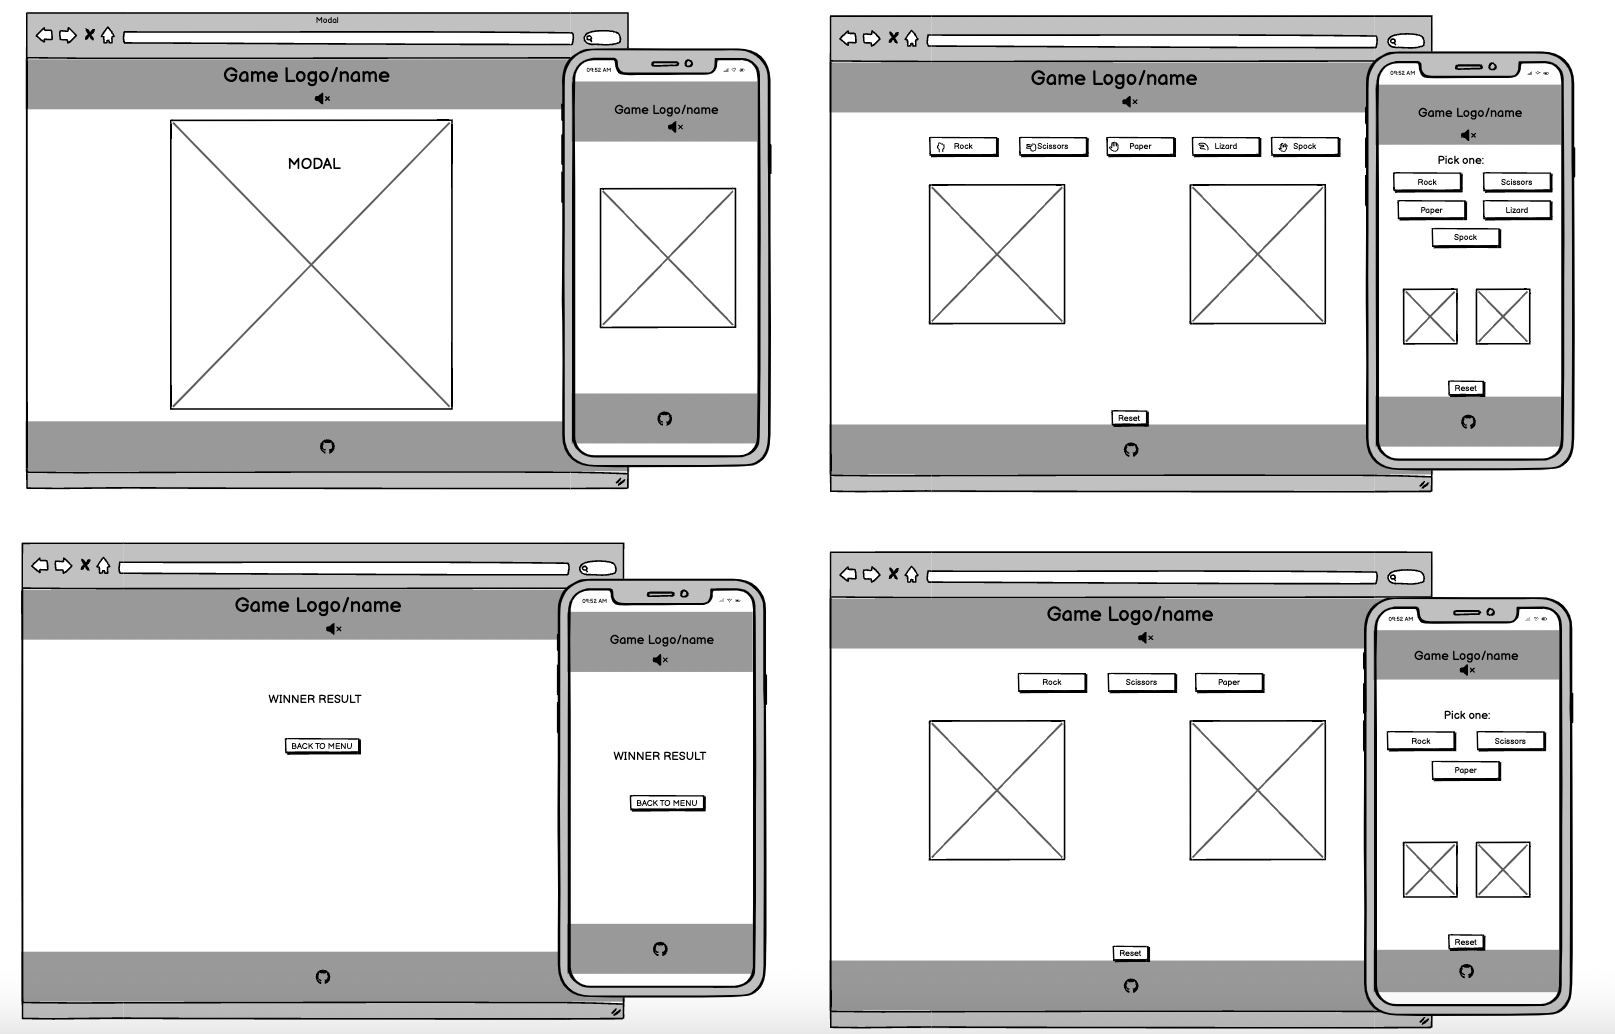 Modal
Game Logo/name
MODAL
09:52 AM
Game Logo/name
Game Logo/name
Rock
Scissors
Paper
Lizard
Spock
Reset
09:52 AM
Game Logo/name
Pick one:
Rock
Scissors
Paper
Lizard
Spock
Reset
Game Logo/name
WINNER RESULT
BACK TO MENU
09:52 AM
Game Logo/name
WINNER RESULT
BACK TO MENU
Game Logo/name
Rock
Scissors
Paper
Reset
09:52 AM
Game Logo/name
Pick one:
Rock
Scissors
Paper
Reset